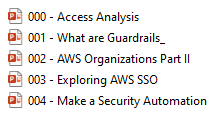 000 - Access Analysis
001 - What are Guardrails_
002 - AWS Organizations Part II
003 - Exploring AWS SSO
004 - Make a Security Automation